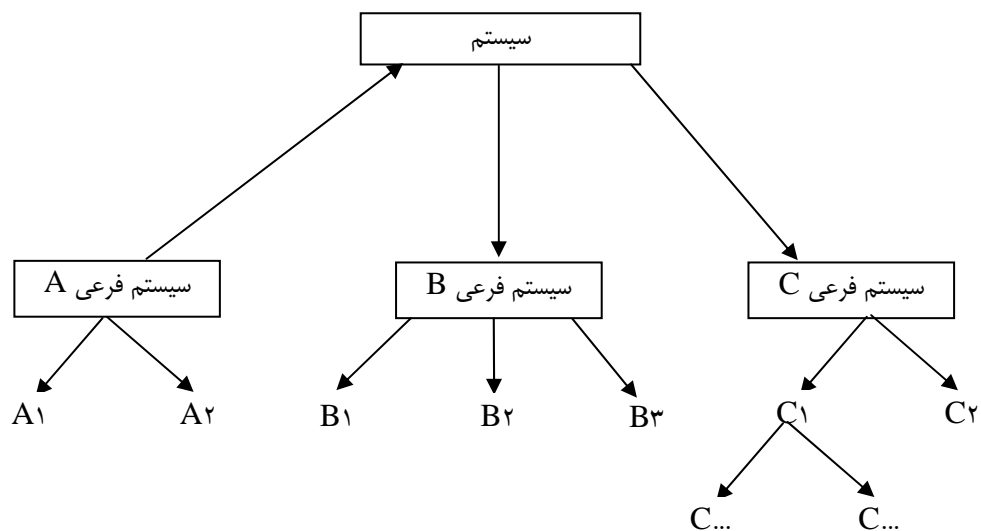 سیستم
سیستم فرعی A
سیستم فرعی B
سیستم فرعی C
A۱
A۲
B۱
B۲
B۳
C۱
C۲
C...
C...